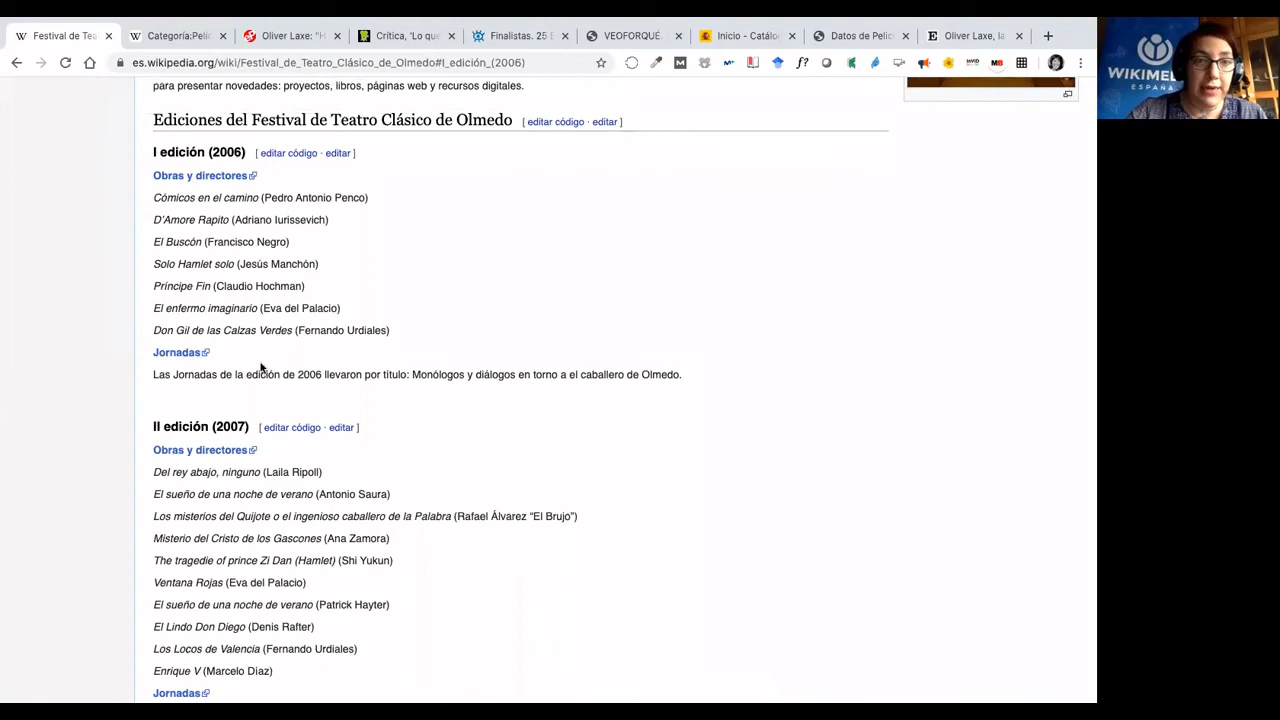 Festival de Tea
Categoría:Pelíc
Oliver Laxe: "H
Crítica, 'Lo que
Finalistas. 25 E
VEOFORQUÉ.
Inicio - Catálo
Datos de Pelíc
Oliver Laxe, la
es.wikipedia.org/wiki/Festival_de_Teatro_Clásico_de_Olmedo#I_edición_(2006)
WIKIMED
ESPAÑA
para presentar novedades: proyectos, libros, páginas web y recursos digitales.
Ediciones del Festival de Teatro Clásico de Olmedo [ editar código · editar ]
I edición (2006) [ editar código · editar ]
Obras y directores
Cómicos en el camino (Pedro Antonio Penco)
D'Amore Rapito (Adriano Iurissevich)
El Buscón (Francisco Negro)
Solo Hamlet solo (Jesús Manchón)
Príncipe Fin (Claudio Hochman)
El enfermo imaginario (Eva del Palacio)
Don Gil de las Calzas Verdes (Fernando Urdiales)
Jornadas
Las Jornadas de la edición de 2006 llevaron por título: Monólogos y diálogos en torno a el caballero de Olmedo.
II edición (2007) [ editar código · editar ]
Obras y directores
Del rey abajo, ninguno (Laila Ripoll)
El sueño de una noche de verano (Antonio Saura)
Los misterios del Quijote o el ingenioso caballero de la Palabra (Rafael Álvarez “El Brujo”)
Misterio del Cristo de los Gascones (Ana Zamora)
The tragedie of prince Zi Dan (Hamlet) (Shi Yukun)
Ventana Rojas (Eva del Palacio)
El sueño de una noche de verano (Patrick Hayter)
El Lindo Don Diego (Denis Rafter)
Los Locos de Valencia (Fernando Urdiales)
Enrique V (Marcelo Díaz)
Jornadas